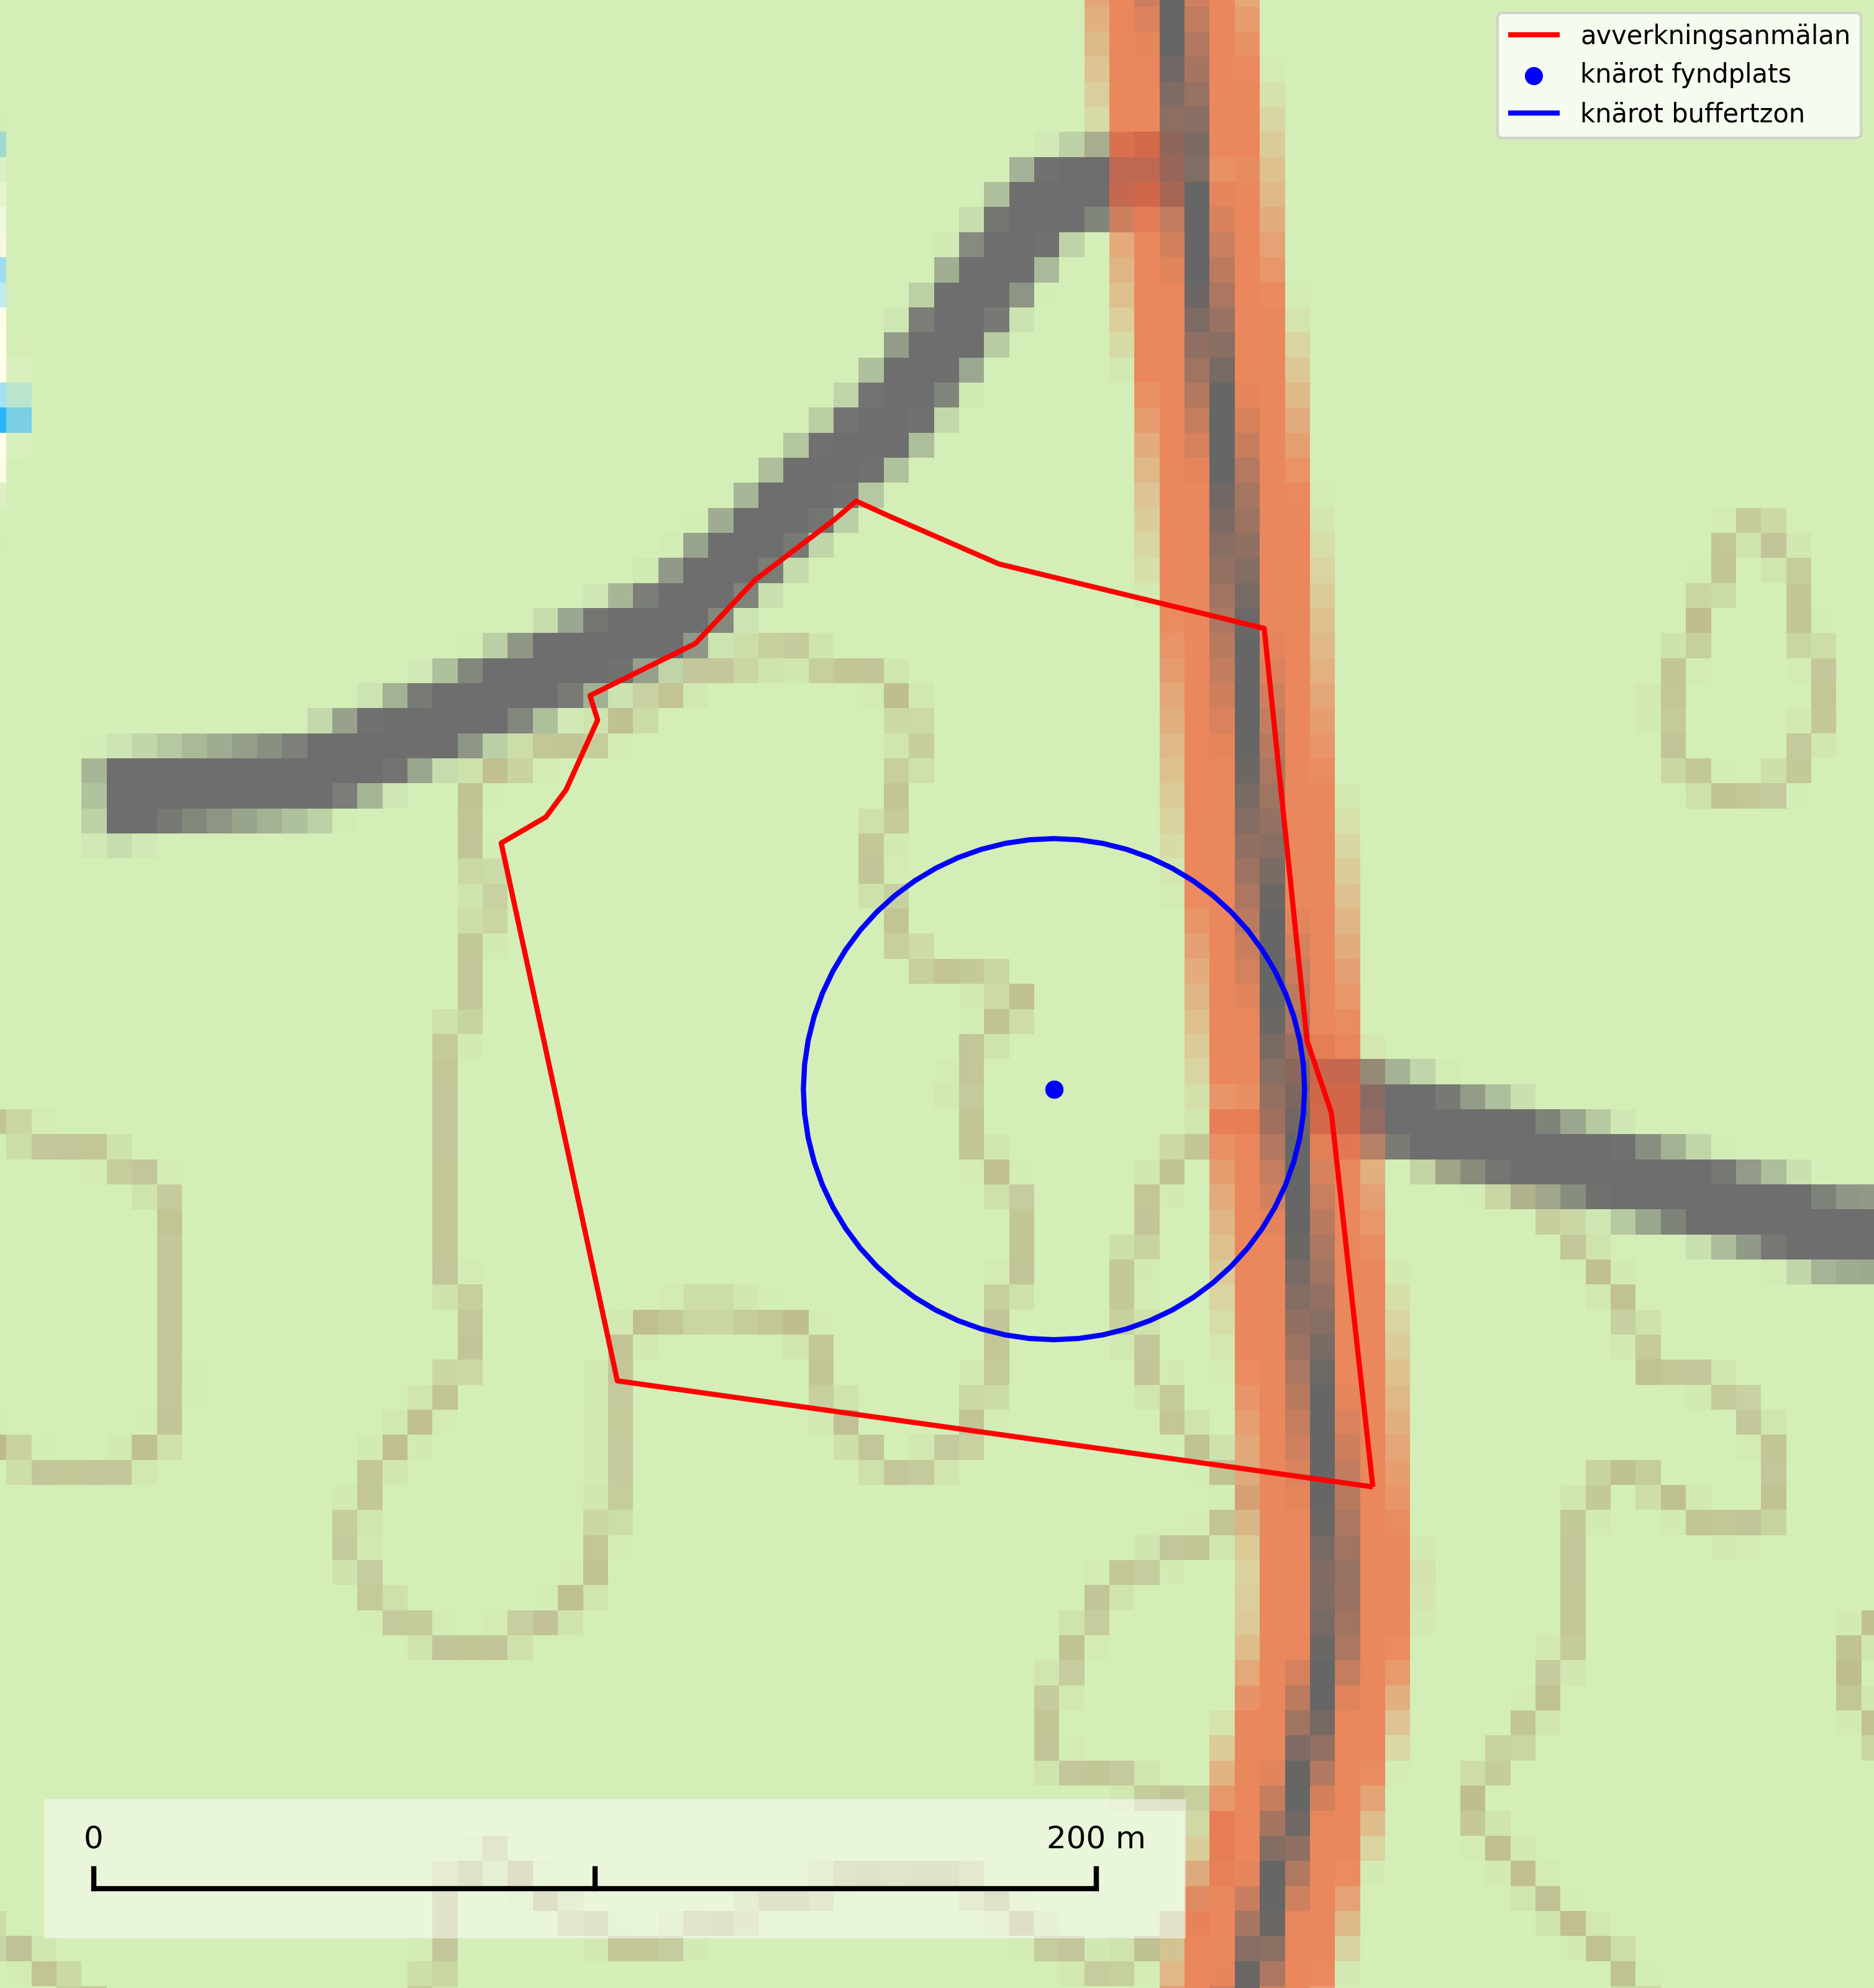 avverkningsanmälan
knärot fyndplats
knärot buffertzon
0 200 m